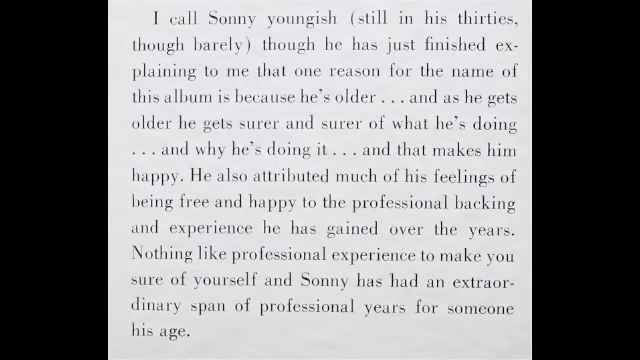 I call Sonny youngish (still in his thirties,
though barely) though he has just finished ex-
plaining to me that one reason for the name of
this album is because he's older . . . and as he gets
older he gets surer and surer of what he's doing
. . . and why he's doing it . . . and that makes him
happy. He also attributed much of his feelings of
being free and happy to the professional backing
and experience he has gained over the years.
Nothing like professional experience to make you
sure of yourself and Sonny has had an extraor-
dinary span of professional years for someone
his age.